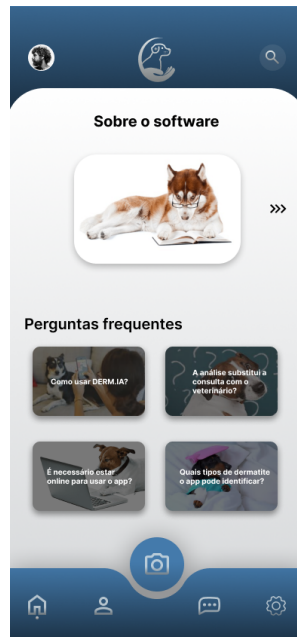 Sobre o software
>>>
Perguntas frequentes
Como usar DERM.IA?
A análise substitui a
consulta com o
veterinário?
É necessário estar
online para usar o app?
Quais tipos de dermatite
o app pode identificar?